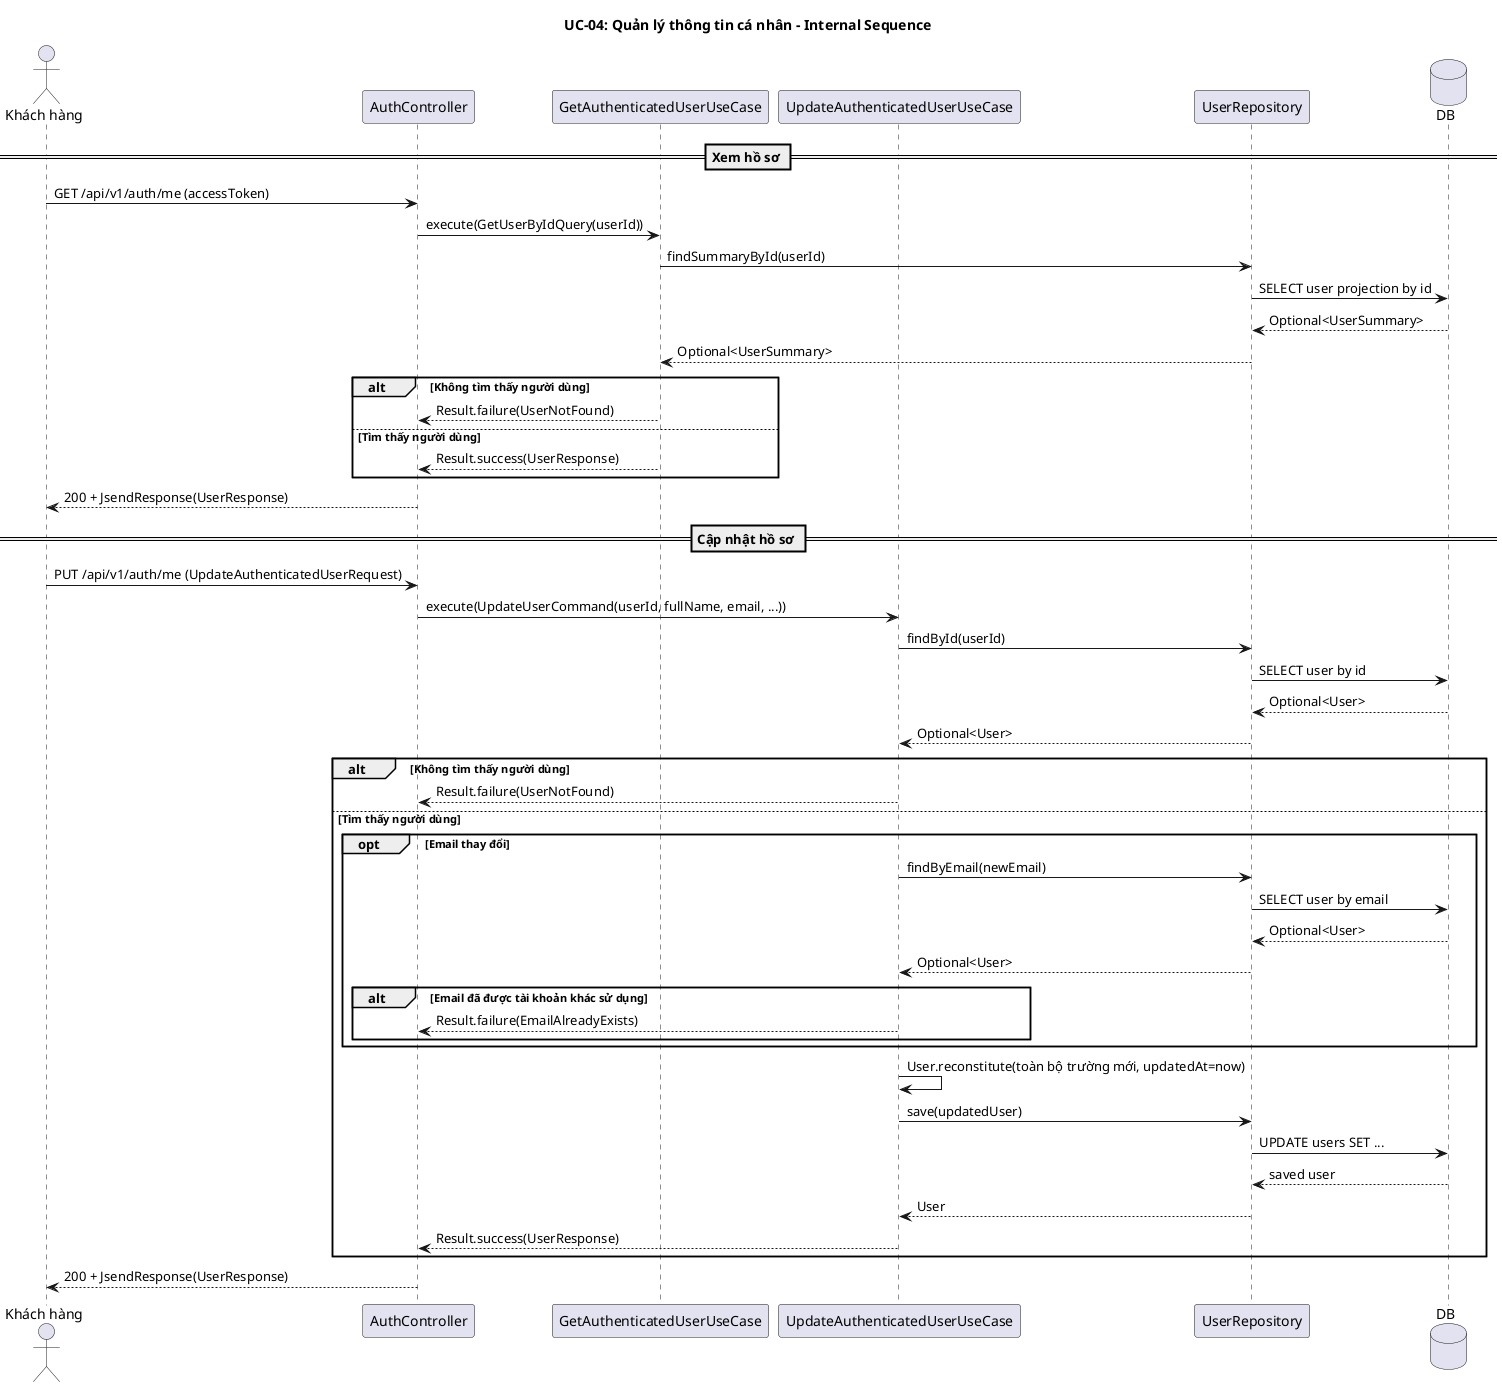 UC-04: Quản lý thông tin cá nhân - Internal Sequence
Khách hàng
AuthController
GetAuthenticatedUserUseCase
UpdateAuthenticatedUserUseCase
UserRepository
DB
Xem hồ sơ
GET /api/v1/auth/me (accessToken)
execute(GetUserByIdQuery(userId))
findSummaryById(userId)
SELECT user projection by id
Optional<UserSummary>
Optional<UserSummary>
alt [Không tìm thấy người dùng]
Result.failure(UserNotFound)
[Tìm thấy người dùng]
Result.success(UserResponse)
200 + JsendResponse(UserResponse)
Cập nhật hồ sơ
PUT /api/v1/auth/me (UpdateAuthenticatedUserRequest)
execute(UpdateUserCommand(userId, fullName, email, ...))
findById(userId)
SELECT user by id
Optional<User>
Optional<User>
alt [Không tìm thấy người dùng]
Result.failure(UserNotFound)
[Tìm thấy người dùng]
opt [Email thay đổi]
findByEmail(newEmail)
SELECT user by email
Optional<User>
Optional<User>
alt [Email đã được tài khoản khác sử dụng]
Result.failure(EmailAlreadyExists)
User.reconstitute(toàn bộ trường mới, updatedAt=now)
save(updatedUser)
UPDATE users SET ...
saved user
User
Result.success(UserResponse)
200 + JsendResponse(UserResponse)
Khách hàng
AuthController
GetAuthenticatedUserUseCase
UpdateAuthenticatedUserUseCase
UserRepository
DB